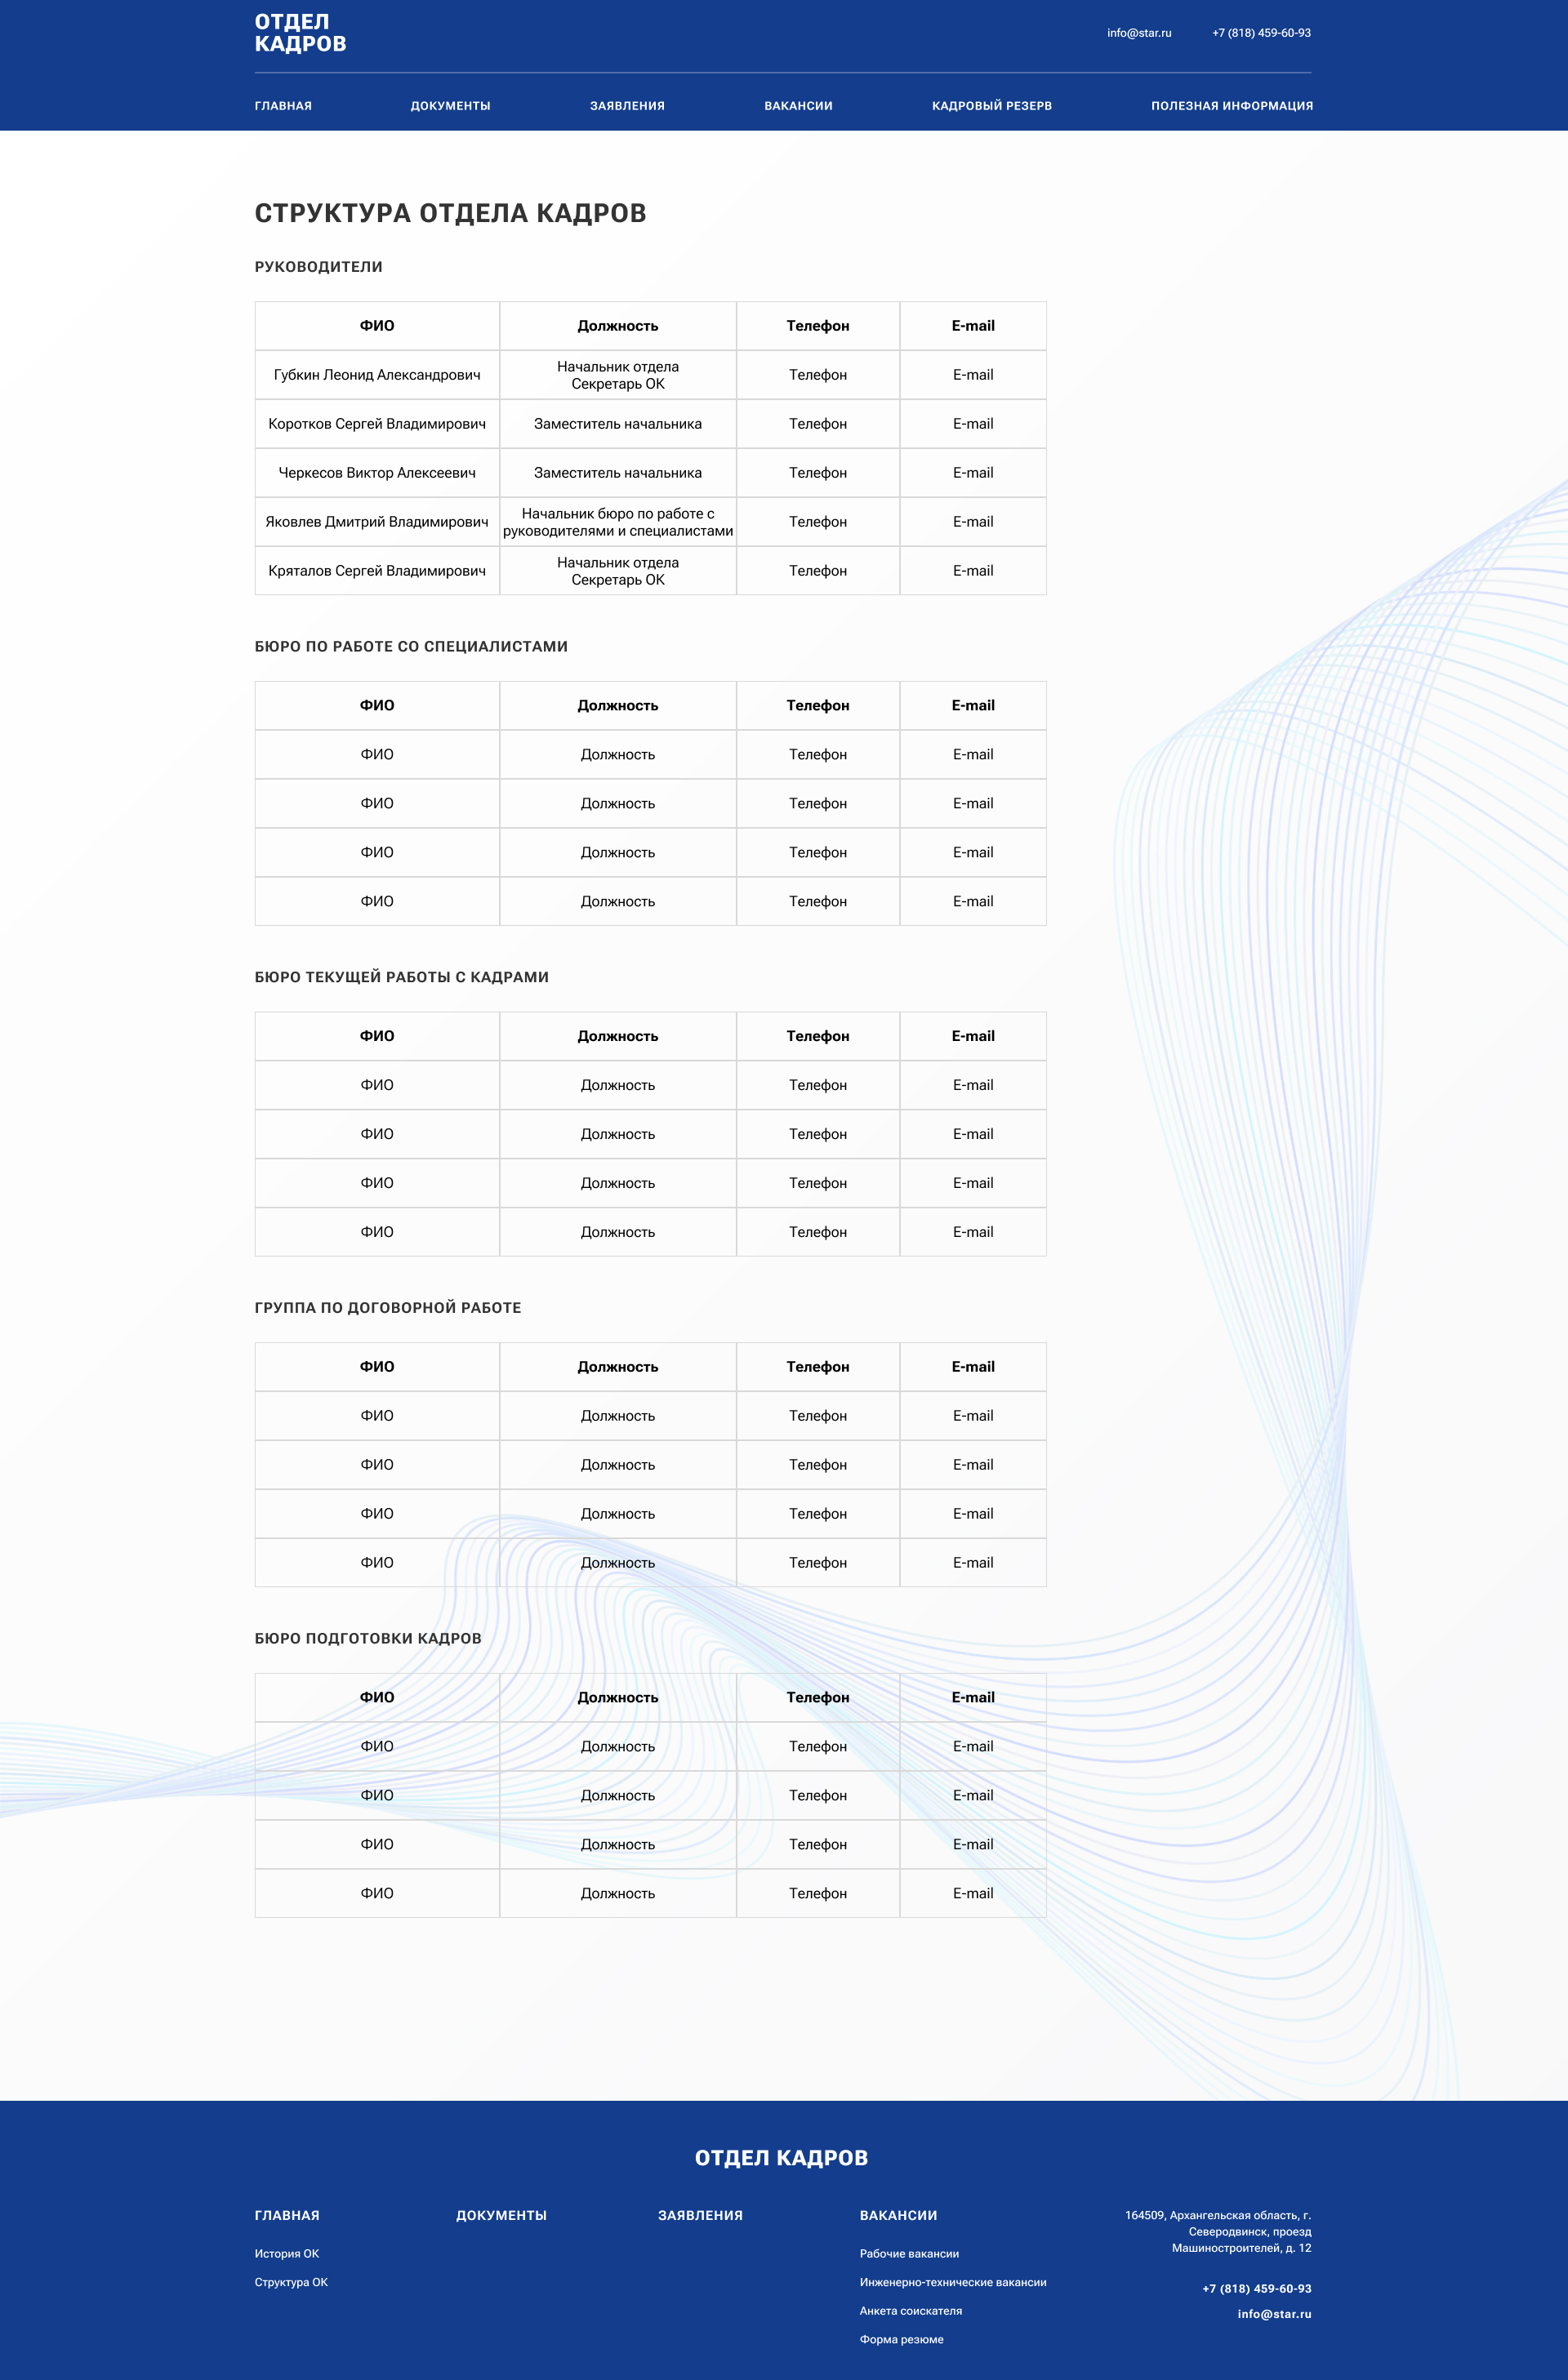 ОТДЕЛ
КАДРОВ
info@star.ru +7 (818) 459-60-93
ГЛАВНАЯ ДОКУМЕНТЫ ЗАЯВЛЕНИЯ ВАКАНСИИ КАДРОВЫЙ РЕЗЕРВ ПОЛЕЗНАЯ ИНФОРМАЦИЯ
СТРУКТУРА ОТДЕЛА КАДРОВ
РУКОВОДИТЕЛИ
ФИО Должность Телефон E-mail
Губкин Леонид Александрович Начальник отдела
Секретарь ОК Телефон E-mail
Коротков Сергей Владимирович Заместитель начальника Телефон E-mail
Черкесов Виктор Алексеевич Заместитель начальника Телефон E-mail
Яковлев Дмитрий Владимирович Начальник бюро по работе с
руководителями и специалистами Телефон E-mail
Кряталов Сергей Владимирович Начальник отдела
Секретарь ОК Телефон E-mail
БЮРО ПО РАБОТЕ СО СПЕЦИАЛИСТАМИ
ФИО Должность Телефон E-mail
ФИО Должность Телефон E-mail
ФИО Должность Телефон E-mail
ФИО Должность Телефон E-mail
ФИО Должность Телефон E-mail
БЮРО ТЕКУЩЕЙ РАБОТЫ С КАДРАМИ
ФИО Должность Телефон E-mail
ФИО Должность Телефон E-mail
ФИО Должность Телефон E-mail
ФИО Должность Телефон E-mail
ФИО Должность Телефон E-mail
ГРУППА ПО ДОГОВОРНОЙ РАБОТЕ
ФИО Должность Телефон E-mail
ФИО Должность Телефон E-mail
ФИО Должность Телефон E-mail
ФИО Должность Телефон E-mail
ФИО Должность Телефон E-mail
БЮРО ПОДГОТОВКИ КАДРОВ
ФИО Должность Телефон E-mail
ФИО Должность Телефон E-mail
ФИО Должность Телефон E-mail
ФИО Должность Телефон E-mail
ФИО Должность Телефон E-mail
ОТДЕЛ КАДРОВ
ГЛАВНАЯ
История ОК
Структура ОК
ДОКУМЕНТЫ
ЗАЯВЛЕНИЯ
ВАКАНСИИ
Рабочие вакансии
Инженерно-технические вакансии
Анкета соискателя
Форма резюме
164509, Архангельская область, г.
Северодвинск, проезд
Машиностроителей, д. 12
+7 (818) 459-60-93
info@star.ru